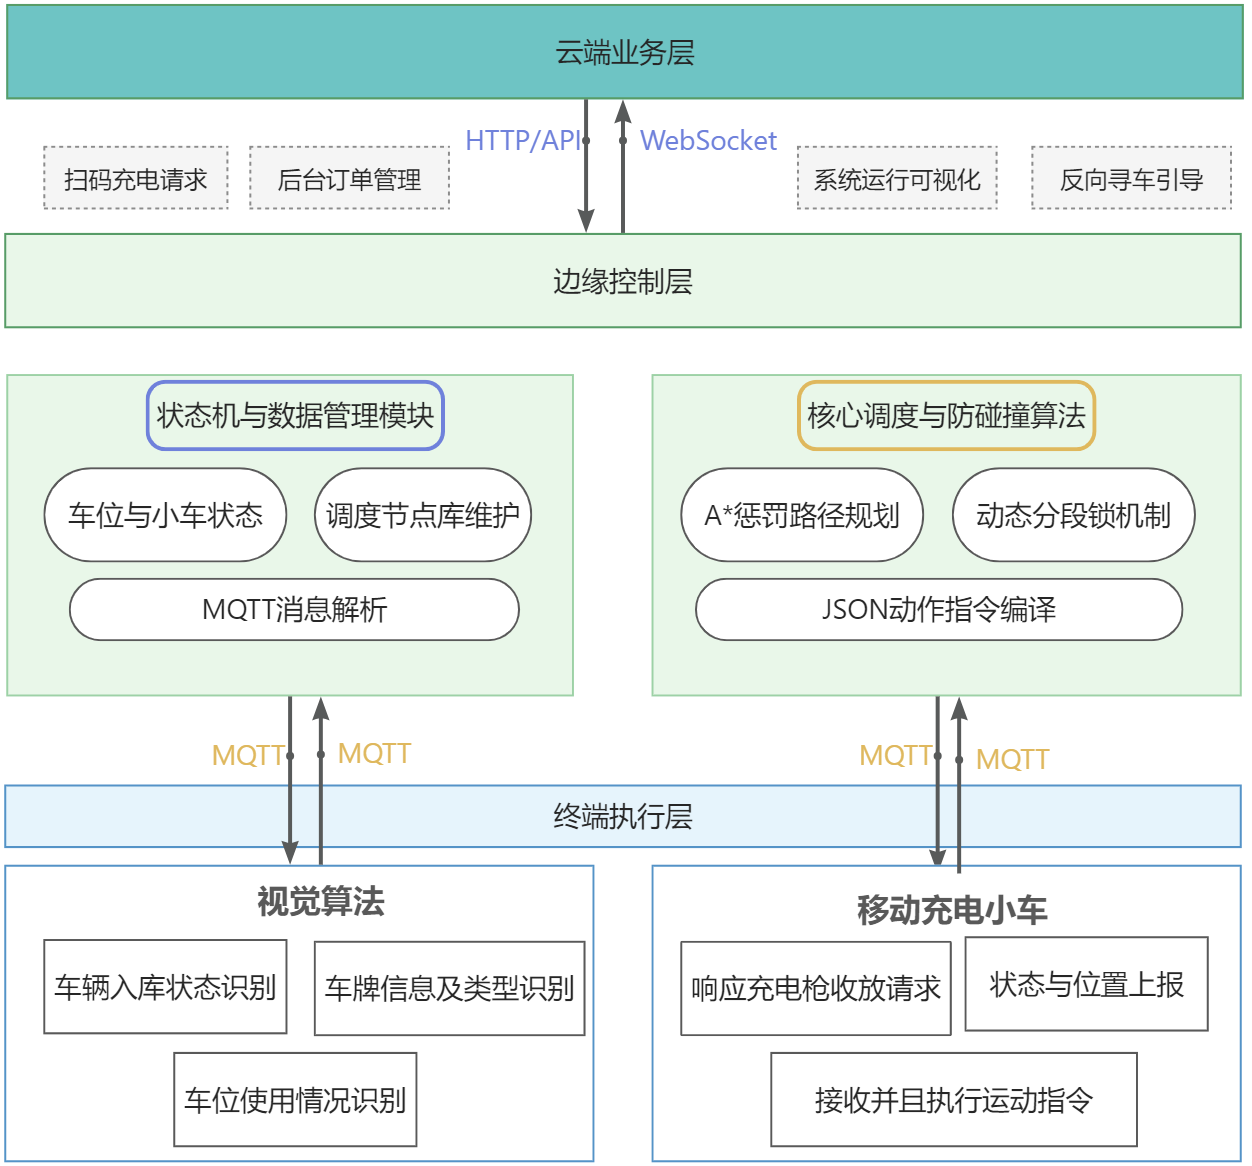 云端业务层
HTTP/API
WebSocket
扫码充电请求
后台订单管理
系统运行可视化
反向寻车引导
边缘控制层
状态机与数据管理模块
车位与小车状态
调度节点库维护
MQTT消息解析
核心调度与防碰撞算法
A*惩罚路径规划
动态分段锁机制
JSON动作指令编译
MQTT
MQTT
MQTT
MQTT
终端执行层
视觉算法
车辆入库状态识别
车牌信息及类型识别
车位使用情况识别
移动充电小车
响应充电枪收放请求
状态与位置上报
接收并且执行运动指令